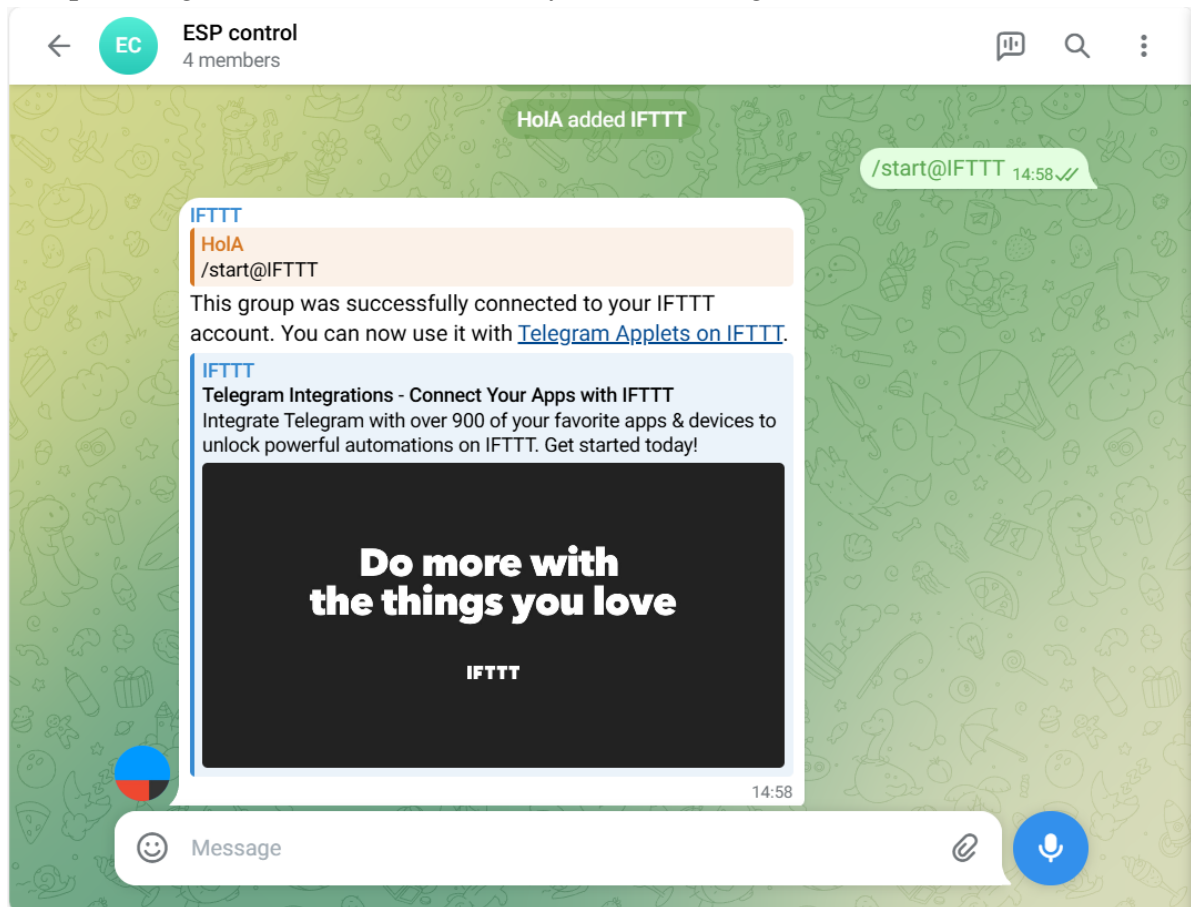 EC
ESP control
4 members
HolA added IFTTT
/start@IFTTT 14:58
IFTTT
HolA
/start@IFTTT
This group was successfully connected to your IFTTT
account. You can now use it with Telegram Applets on IFTTT.
IFTTT
Telegram Integrations - Connect Your Apps with IFTTT
Integrate Telegram with over 900 of your favorite apps & devices to
unlock powerful automations on IFTTT. Get started today!
Do more with
the things you love
IFTTT
14:58
Message